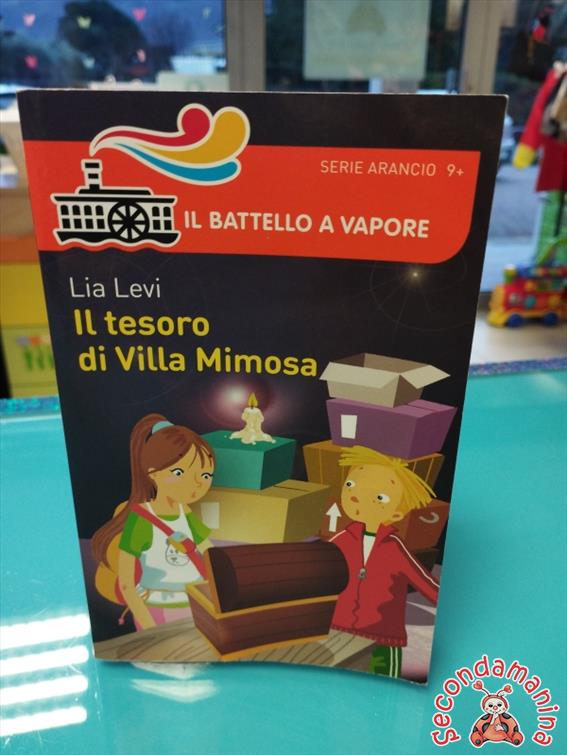 SERIE ARANCIO 9+
IL BATTELLO A VAPORE
Lia Levi
Il tesoro
di Villa Mimosa
Secondamanina